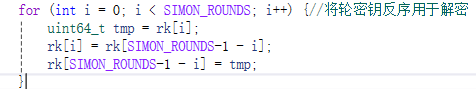 for (int i = 0; i < SIMON_ROUNDS; i++) {//将轮密钥反序用于解密
    uint64_t tmp = rk[i];
    rk[i] = rk[SIMON_ROUNDS-1 - i];
    rk[SIMON_ROUNDS-1 - i] = tmp;
}